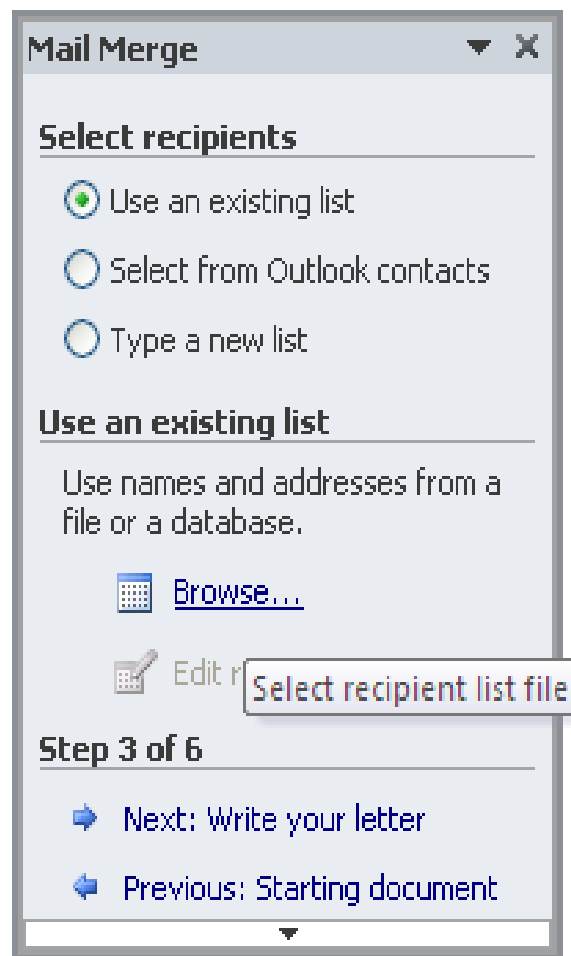 Mail Merge
Select recipients
Use an existing list
Select from Outlook contacts
Type a new list
Use an existing list
Use names and addresses from a
file or a database.
Browse...
Edit
Select recipient list file
Step 3 of 6
Next: Write your letter
Previous: Starting document